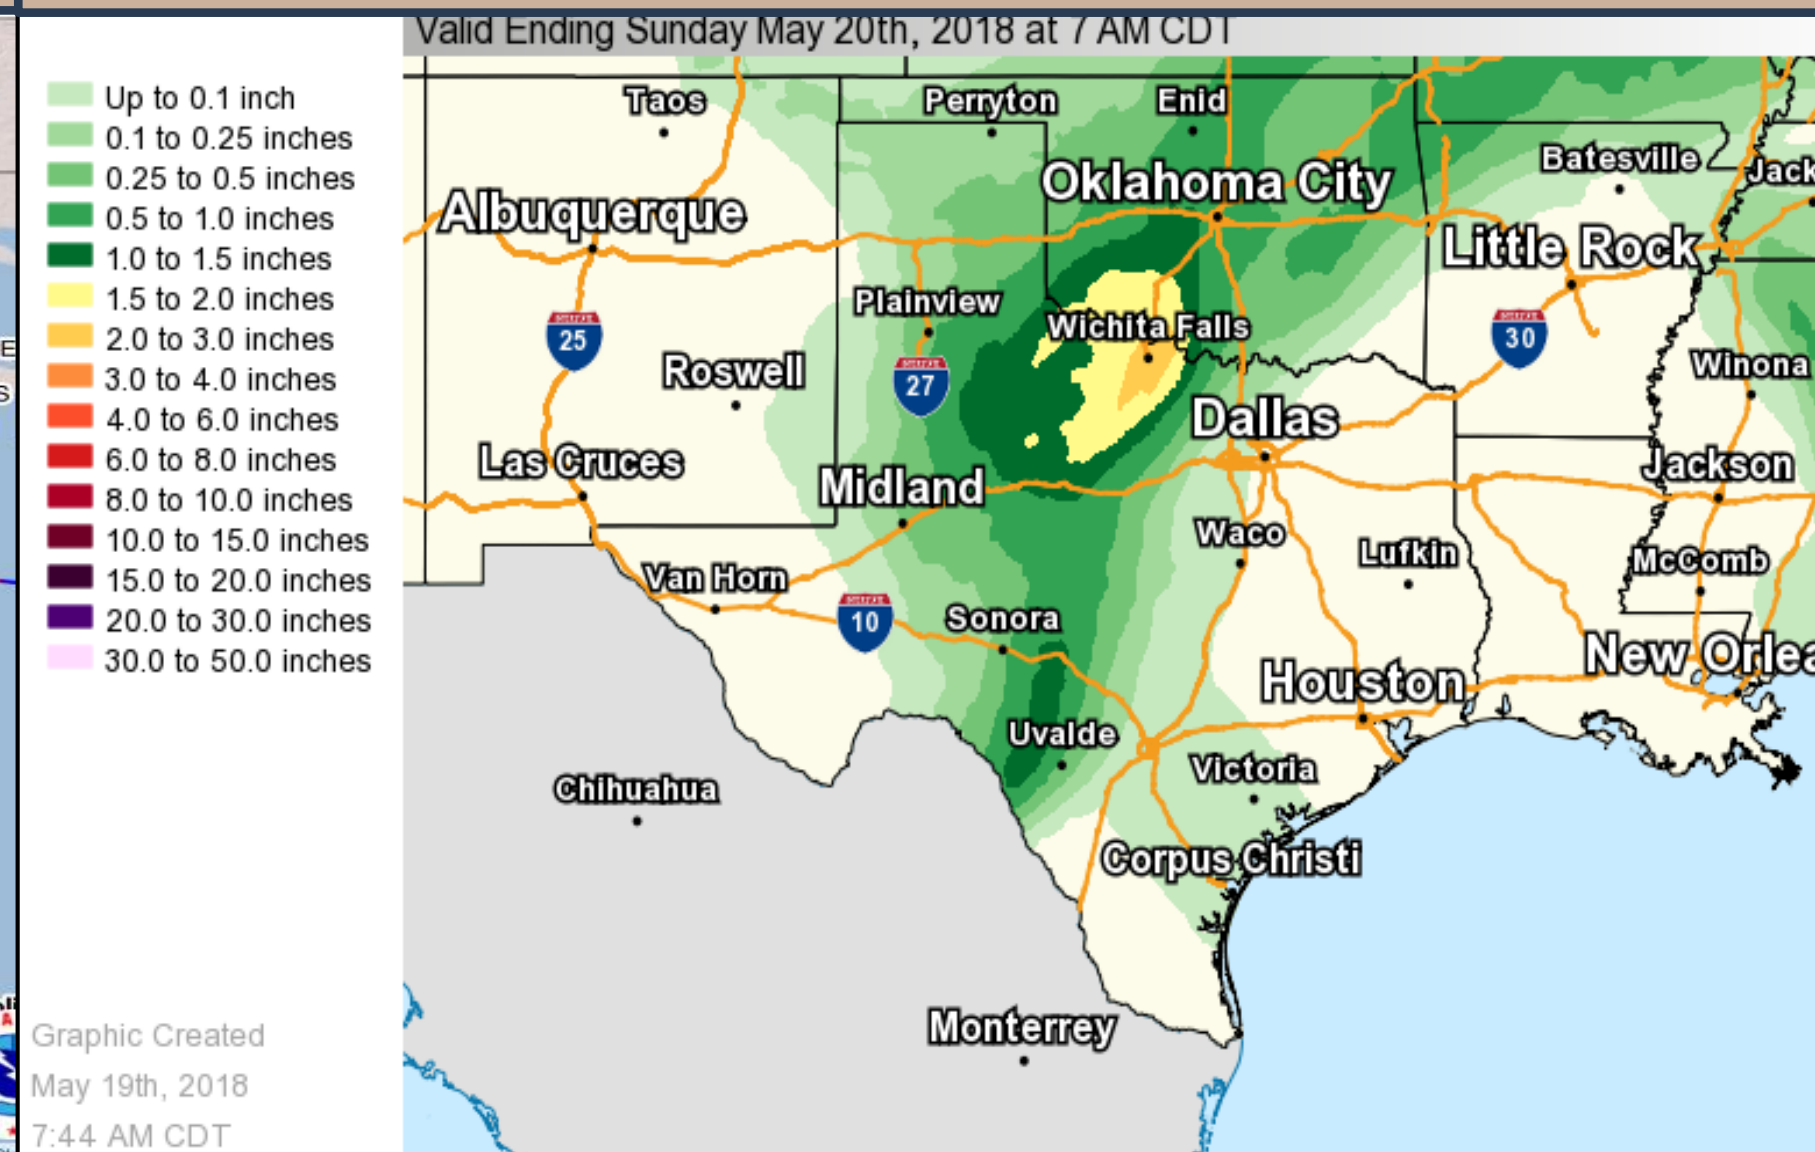 Valid Ending Sunday May 20th, 2018 at 7 AM CDT
Up to 0.1 inch
0.1 to 0.25 inches
0.25 to 0.5 inches
0.5 to 1.0 inches
1.0 to 1.5 inches
1.5 to 2.0 inches
2.0 to 3.0 inches
3.0 to 4.0 inches
4.0 to 6.0 inches
6.0 to 8.0 inches
8.0 to 10.0 inches
10.0 to 15.0 inches
15.0 to 20.0 inches
20.0 to 30.0 inches
30.0 to 50.0 inches
Graphic Created
May 19th, 2018
7:44 AM CDT
Taos
Perryton
Enid
Batesville
Jack
Oklahoma City
Albuquerque
Little Rock
Plainview
Wichita Falls
25
30
Roswell
27
Winona
Dallas
Las Cruces
Midland
Jackson
Waco
Lufkin
McComb
Van Horn
10
Sonora
New Orlea
Houston
Uvalde
Victoria
Chihuahua
Corpus Christi
Monterrey